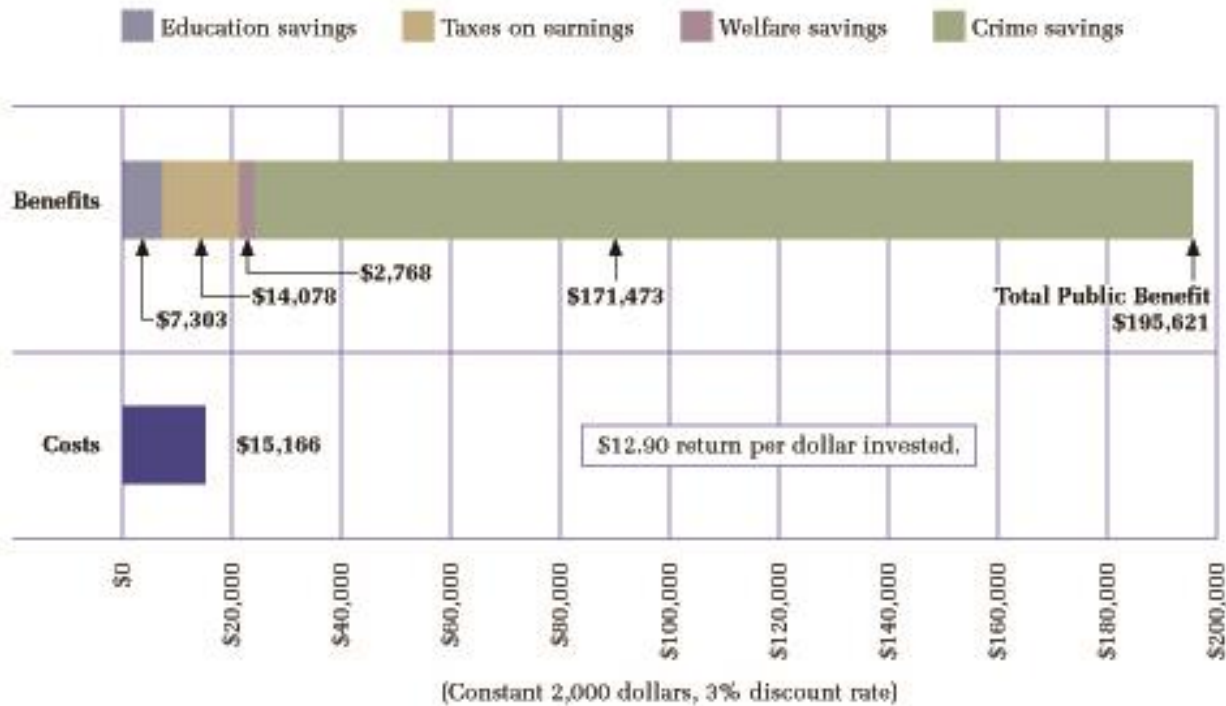 Education savings Taxes on earnings Welfare savings Crime savings
Benefits
$2,768
$14,078 $171,473 Total Public Benefit
$7,303 $195,621
Costs $15,166 $12.90 return per dollar invested.
$0 $20,000 $40,000 $60,000 $80,000 $100,000 $120,000 $140,000 $160,000 $180,000 $200,000
(Constant 2,000 dollars, 3% discount rate)